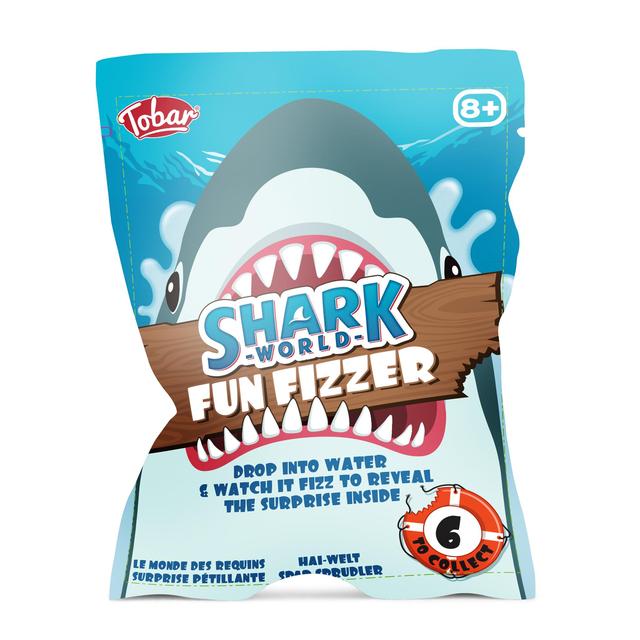 Tobar®
8+
SHARK
-WORLD-
FUN FIZZER
DROP INTO WATER
& WATCH IT FIZZ TO REVEAL
THE SURPRISE INSIDE
6
TO COLLECT
LE MONDE DES REQUINS
SURPRISE PÉTILLANTE
HAI-WELT
SPRUDLER